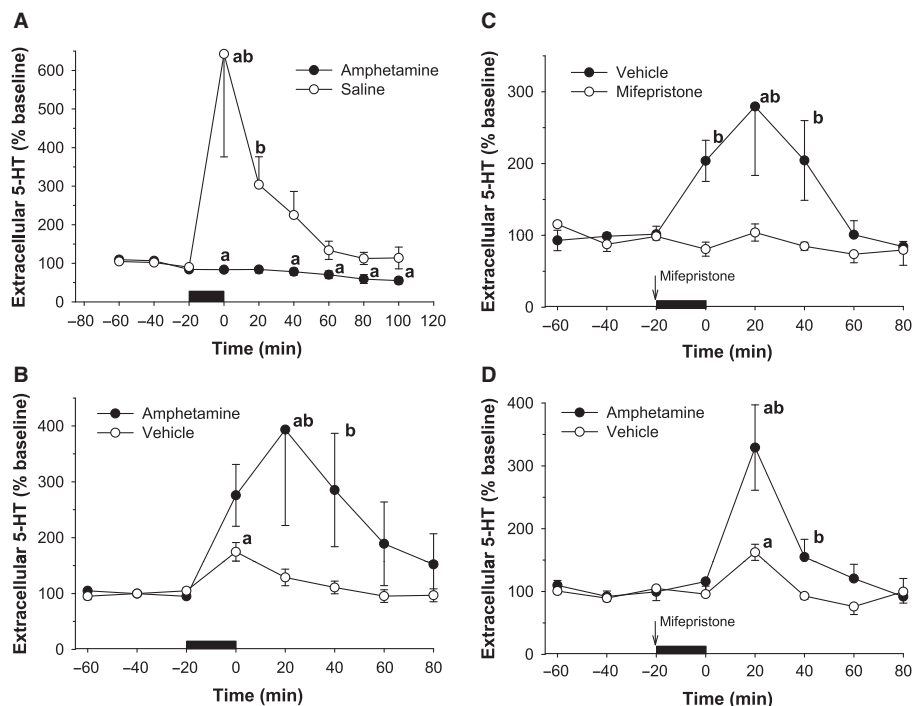 A
Extracellular 5-HT (% baseline)
600
500
400
300
200
100
0
ab
b
a
a
a
a
a
Amphetamine
Saline
−80 −60 −40 −20 0 20 40 60 80 100 120
Time (min)
B
Extracellular 5-HT (% baseline)
400
300
200
100
0
Amphetamine
Vehicle
ab
b
a
−60 −40 −20 0 20 40 60 80
Time (min)
C
Extracellular 5-HT (% baseline)
300
200
100
0
Vehicle
Mifepristone
b
ab
b
Mifepristone
−60 −40 −20 0 20 40 60 80
Time (min)
D
Extracellular 5-HT (% baseline)
400
300
200
100
0
Amphetamine
Vehicle
ab
a
b
Mifepristone
−60 −40 −20 0 20 40 60 80
Time (min)